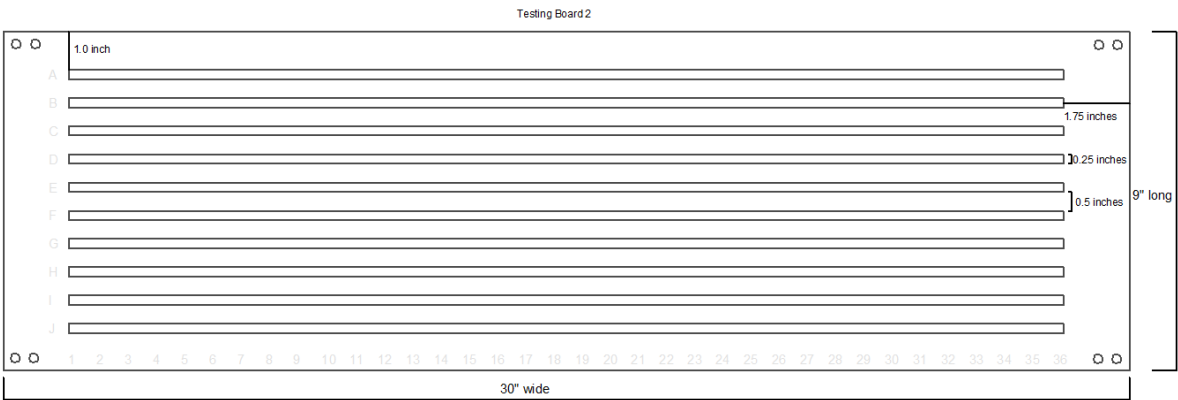 Testing Board 2
1.0 inch
A
B
1.75 inches
C
D
0.25 inches
E
0.5 inches
9" long
F
G
H
I
J
1 2 3 4 5 6 7 8 9 10 11 12 13 14 15 16 17 18 19 20 21 22 23 24 25 26 27 28 29 30 31 32 33 34 35 36
30" wide